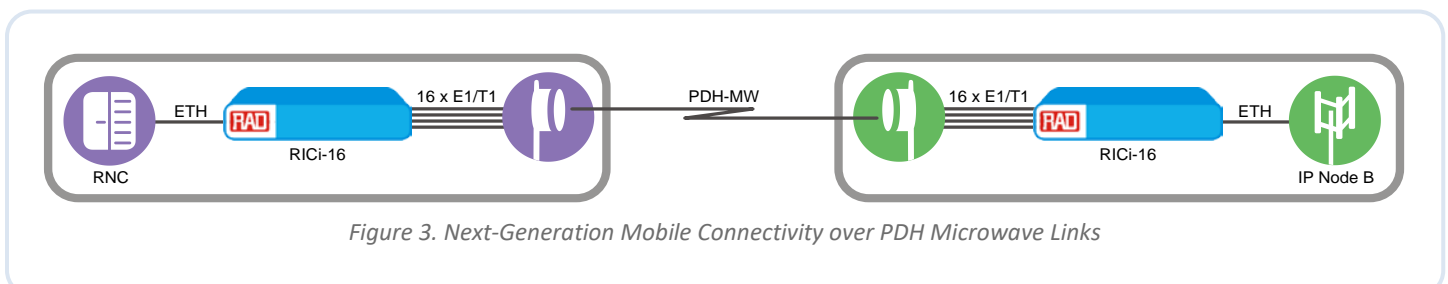 ETH
RAD
16 x E1/T1
RICi-16
RNC
PDH-MW
16 x E1/T1
RAD
ETH
RICi-16
IP Node B
Figure 3. Next-Generation Mobile Connectivity over PDH Microwave Links